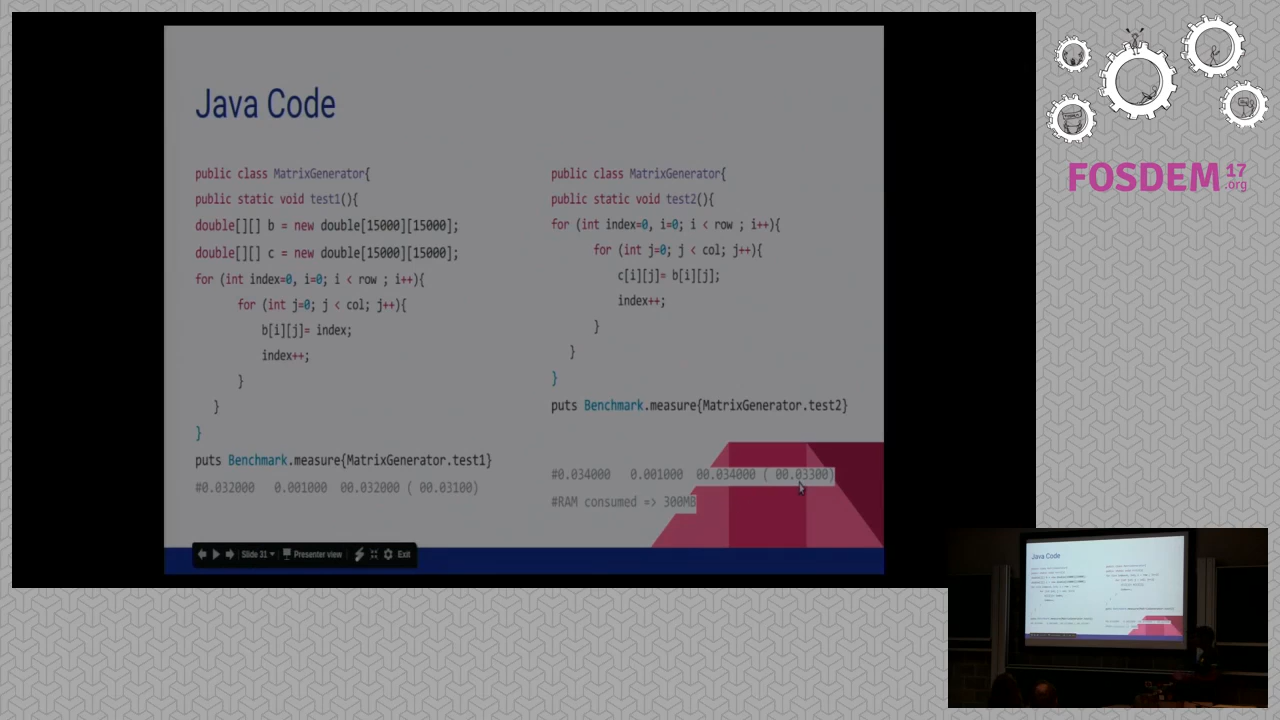 Java Code
public class MatrixGenerator{
public static void test1(){
double[][] b = new double[15000][15000];
double[][] c = new double[15000][15000];
for (int index=0, i=0; i < row ; i++){
for (int j=0; j < col; j++){
b[i][j]= index;
index++;
}
}
}
puts Benchmark.measure{MatrixGenerator.test1}
#0.032000 0.001000 00.032000 ( 00.03100)
public class MatrixGenerator{
public static void test2(){
for (int index=0, i=0; i < row ; i++){
for (int j=0; j < col; j++){
c[i][j]= b[i][j];
index++;
}
}
}
puts Benchmark.measure{MatrixGenerator.test2}
#0.034000 0.001000 00.034000 ( 00.03300)
#RAM consumed => 300MB
Slide 31 Presenter view Exit
FOSDEM 17 .org
Java Code